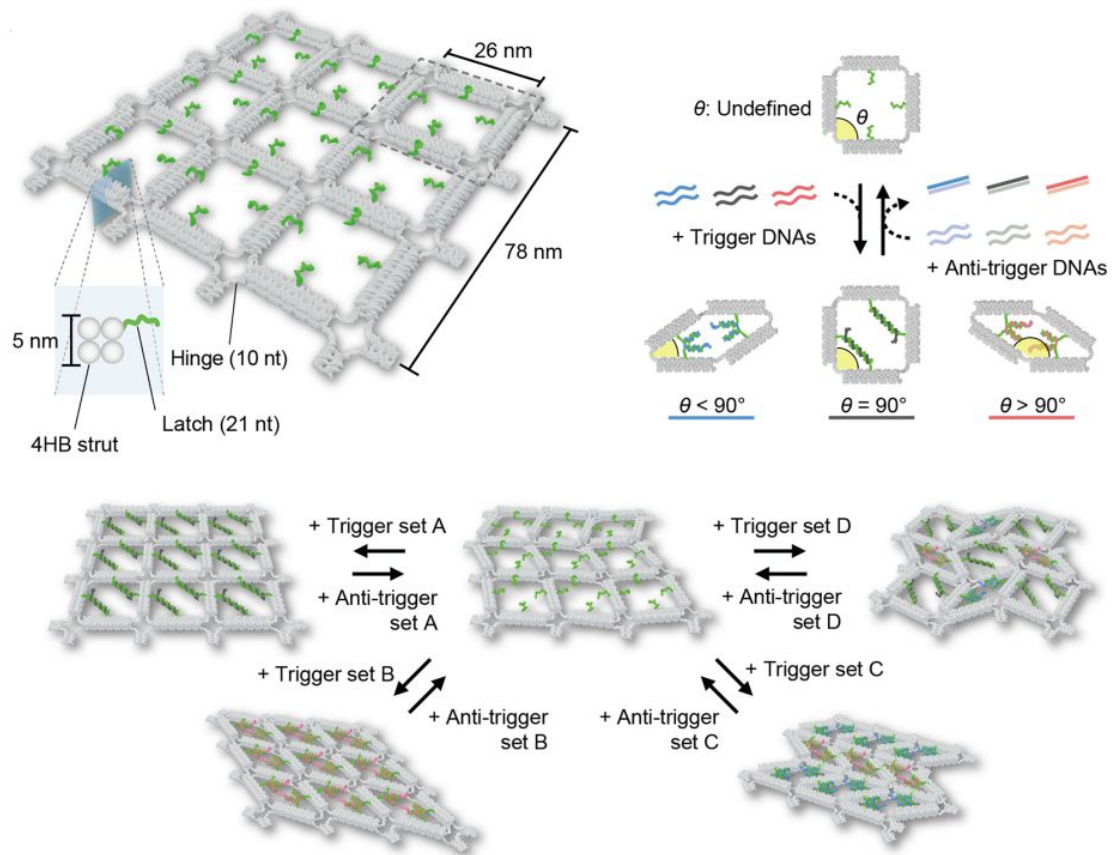 26 nm
78 nm
5 nm
Hinge (10 nt)
Latch (21 nt)
4HB strut
θ: Undefined
θ
+ Trigger DNAs
+ Anti-trigger DNAs
θ < 90°
θ = 90°
θ > 90°
+ Trigger set A
+ Anti-trigger
set A
+ Trigger set D
+ Anti-trigger
set D
+ Trigger set B
+ Anti-trigger
set B
+ Trigger set C
+ Anti-trigger
set C